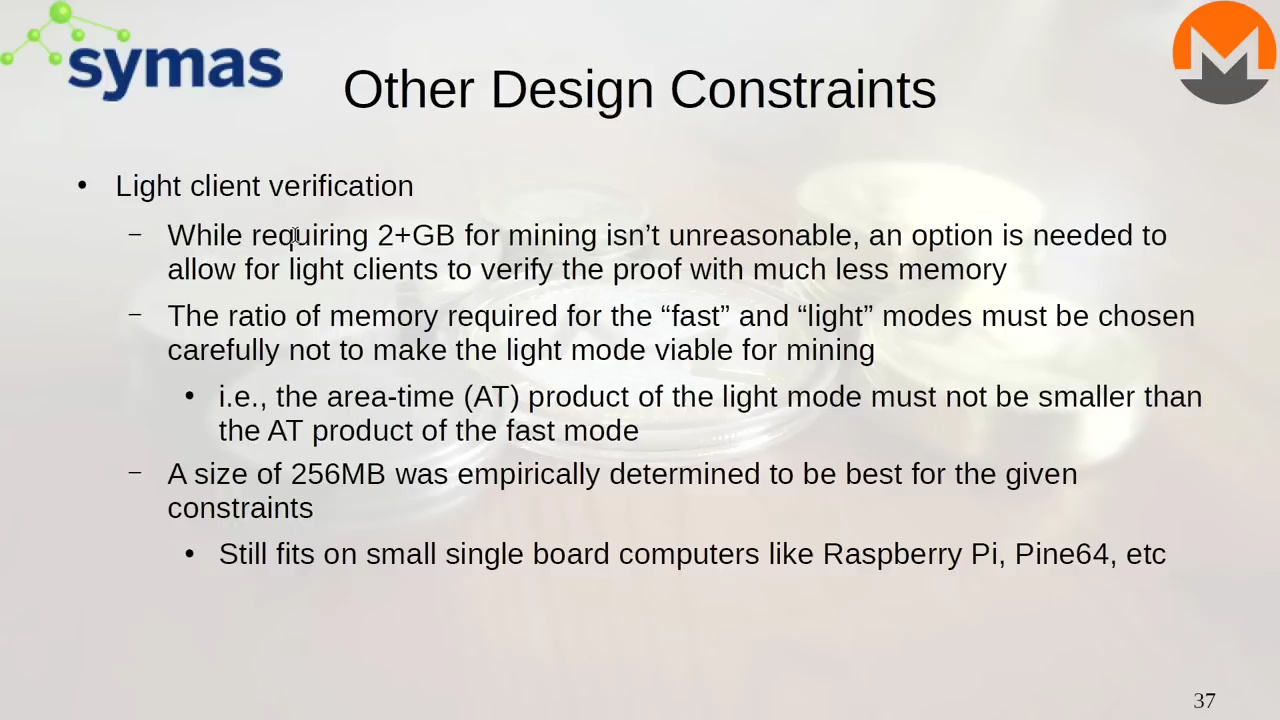 symas
Other Design Constraints
• Light client verification
– While requiring 2+GB for mining isn’t unreasonable, an option is needed to
allow for light clients to verify the proof with much less memory
– The ratio of memory required for the “fast” and “light” modes must be chosen
carefully not to make the light mode viable for mining
• i.e., the area-time (AT) product of the light mode must not be smaller than
the AT product of the fast mode
– A size of 256MB was empirically determined to be best for the given
constraints
• Still fits on small single board computers like Raspberry Pi, Pine64, etc
37